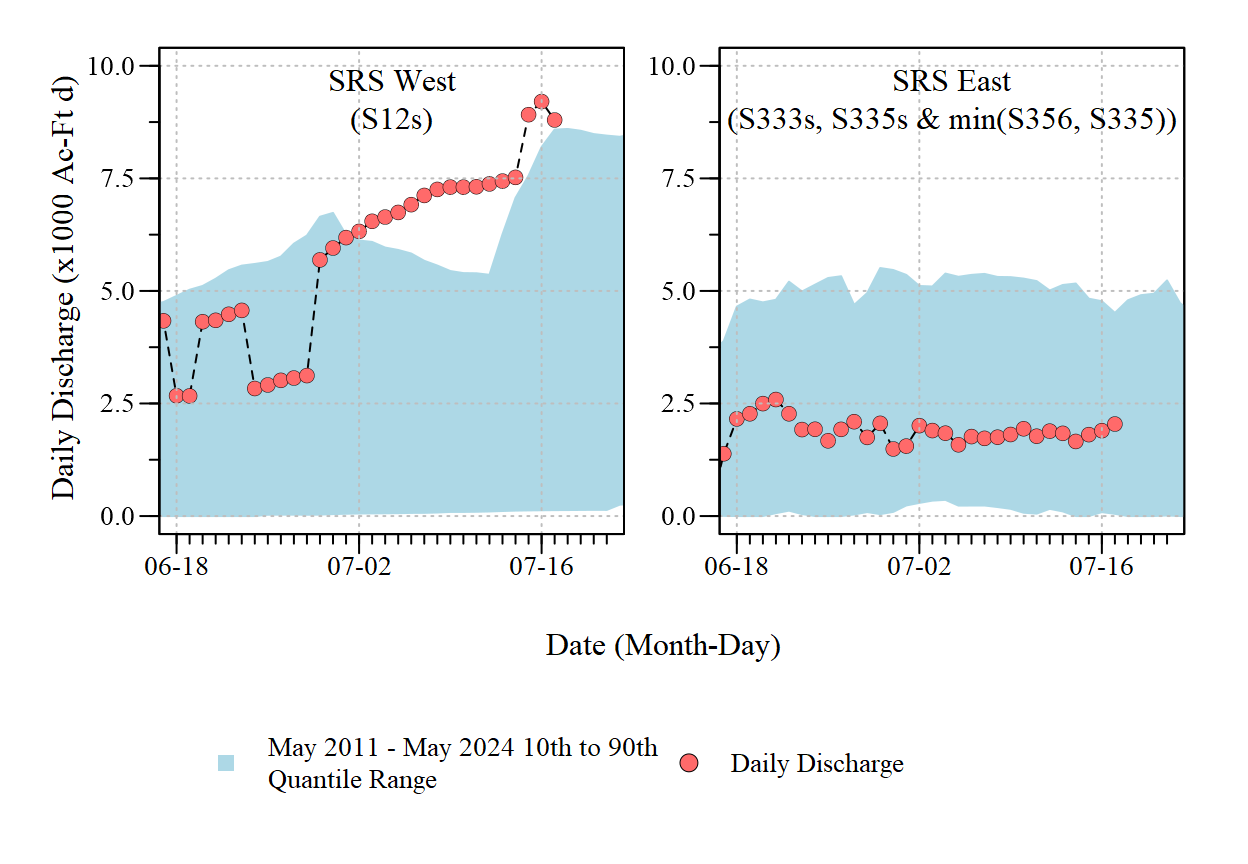 SRS West
(S12s)
SRS East
(S333s, S335s & min(S356, S335))
Daily Discharge (x1000 Ac-Ft d)
10.0
7.5
5.0
2.5
0.0
06-18
07-02
07-16
10.0
7.5
5.0
2.5
0.0
06-18
07-02
07-16
Date (Month-Day)
May 2011 - May 2024 10th to 90th
Quantile Range
Daily Discharge